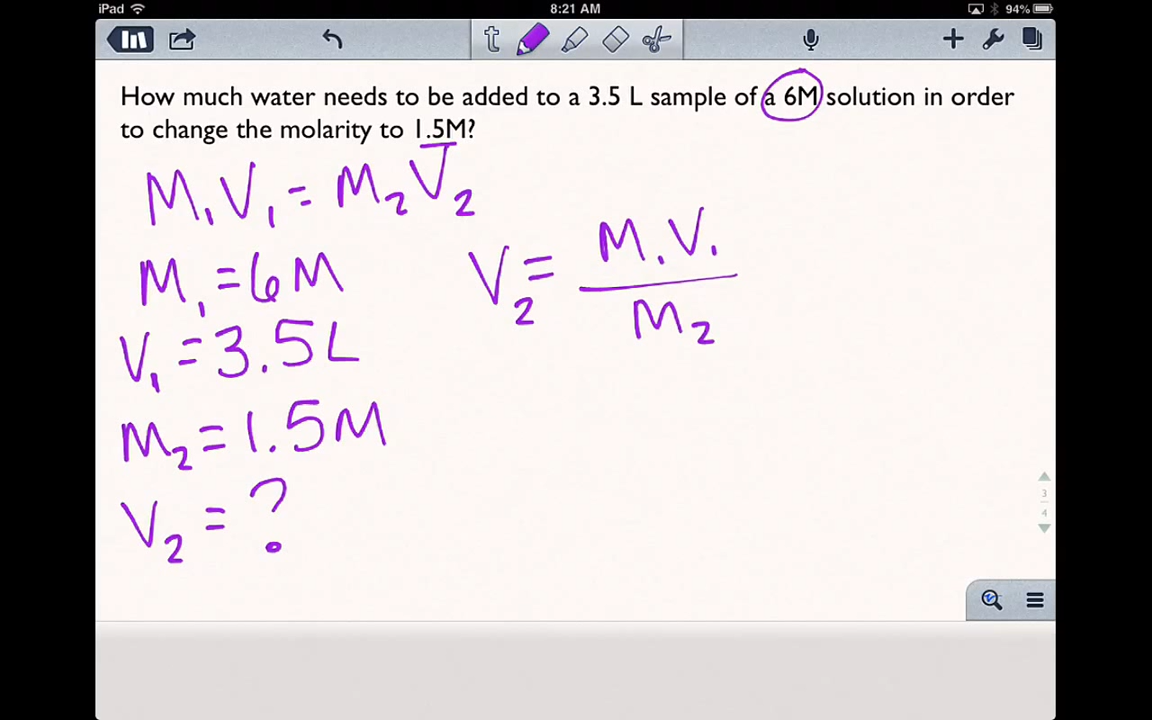 iPad 8:21 AM 94%
t
How much water needs to be added to a 3.5 L sample of a 6M solution in order
to change the molarity to 1.5M?
M₁V₁ = M₂V₂
V₂ = M₁V₁
M₂
M₁ = 6M
V₁ = 3.5L
M₂ = 1.5M
V₂ = ?
3
4